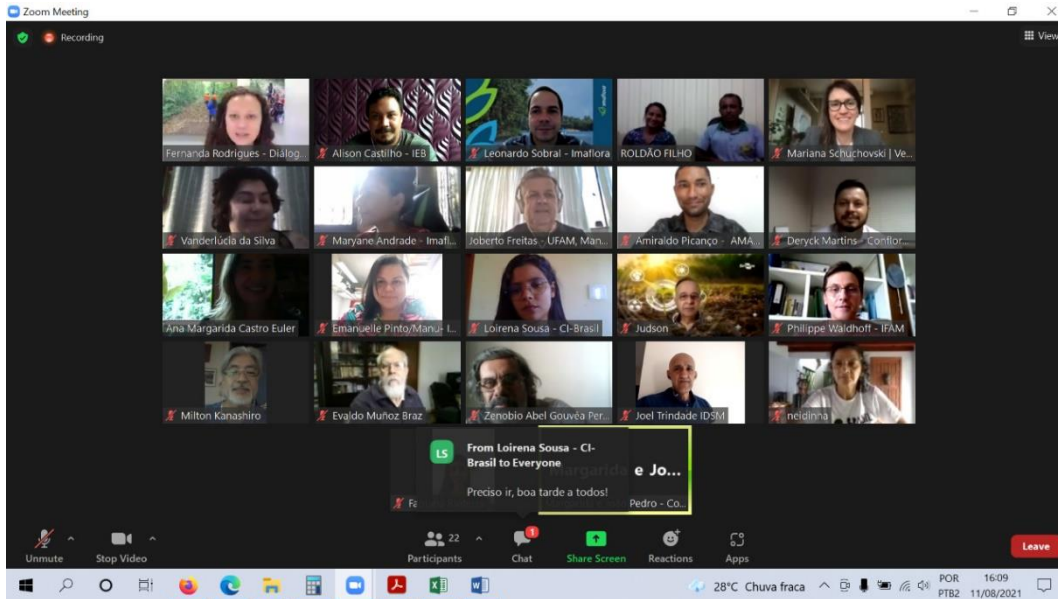 Zoom Meeting
Recording
View
Fernanda Rodrigues - Diálog...
Alison Castilho - IEB
Leonardo Sobral - Imaflora
ROLDÃO FILHO
Mariana Schuchovski | Ve...
Vanderlúcia da Silva
Maryane Andrade - Imafl...
Joberto Freitas - UFAM, Man...
Amiraldo Picanço - AMA...
Deryck Martins - Conflor...
Ana Margarida Castro Euler
Emanuelle Pinto/Manu- I...
Loirena Sousa - CI-Brasil
Judson
Philippe Waldhoff - IFAM
Milton Kanashiro
Evaldo Muñoz Braz
Zenobio Abel Gouvêa Per...
Joel Trindade IDSM
neidinha
LS
From Loirena Sousa - CI-
Brasil to Everyone
Preciso ir, boa tarde a todos!
Margarida e Jo...
Fa
Pedro - Co...
Unmute
Stop Video
22
Participants
1
Chat
Share Screen
Reactions
Apps
Leave
28°C Chuva fraca
POR
PTB2
16:09
11/08/2021